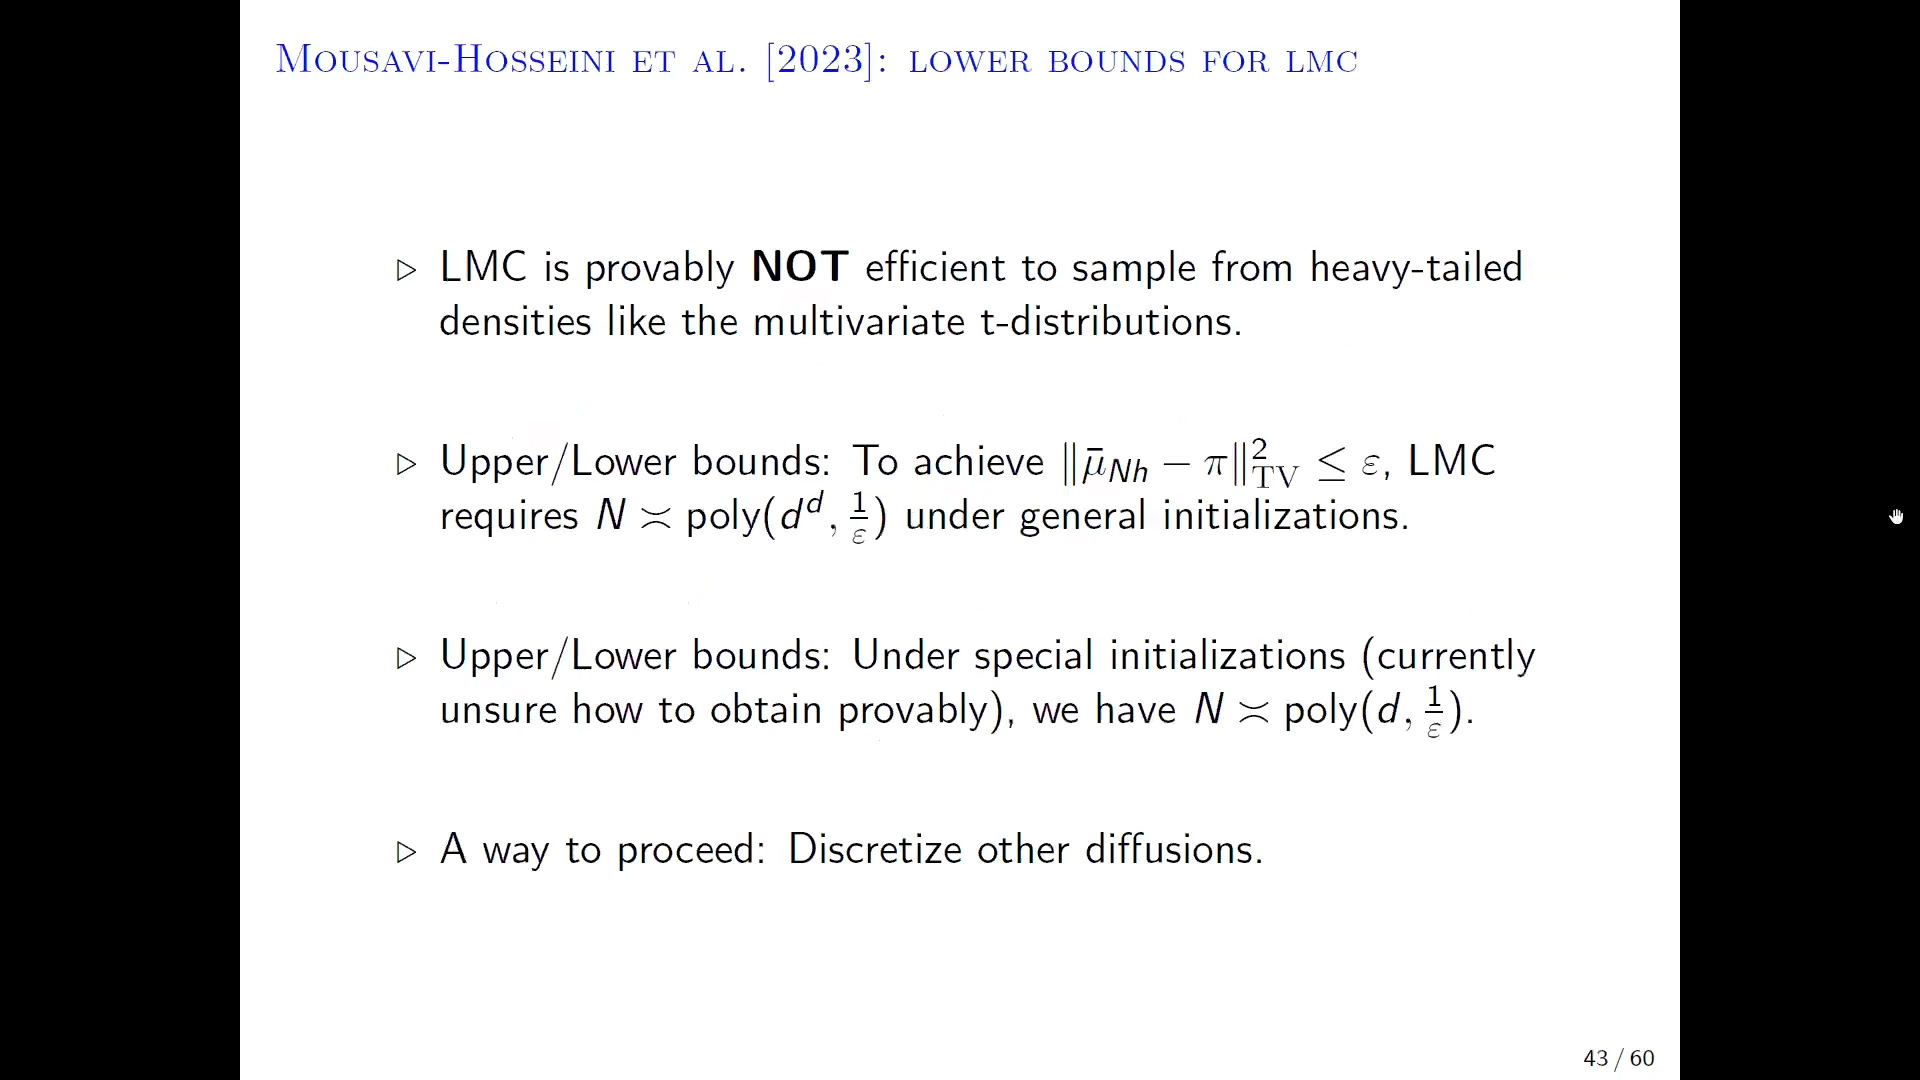 Mousavi-Hosseini et al. [2023]: lower bounds for lmc
▷ LMC is provably NOT efficient to sample from heavy-tailed
densities like the multivariate t-distributions.
▷ Upper/Lower bounds: To achieve ‖μ̄_{Nh} − π‖²_{TV} ≤ ε, LMC
requires N ≍ poly(d^d, 1/ε) under general initializations.
▷ Upper/Lower bounds: Under special initializations (currently
unsure how to obtain provably), we have N ≍ poly(d, 1/ε).
▷ A way to proceed: Discretize other diffusions.
43 / 60